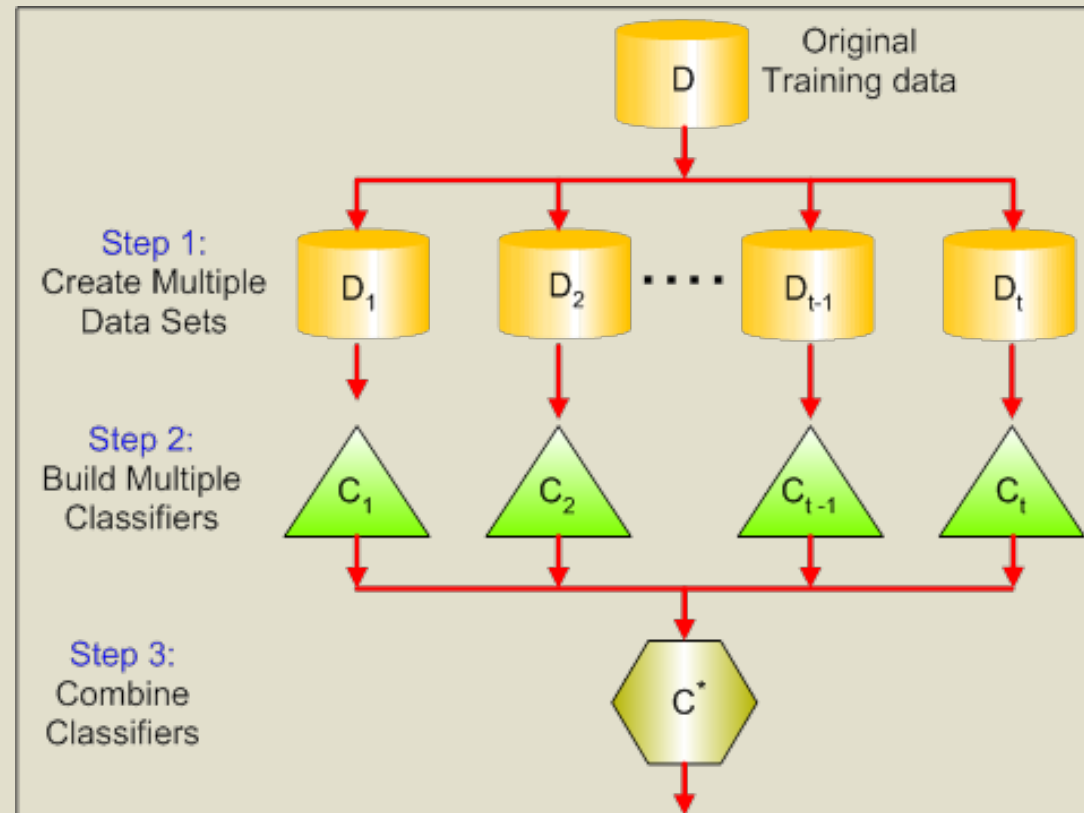 D
Original
Training data
Step 1:
Create Multiple
Data Sets
D₁
D₂
....
Dₜ₋₁
Dₜ
Step 2:
Build Multiple
Classifiers
C₁
C₂
Cₜ₋₁
Cₜ
Step 3:
Combine
Classifiers
C*